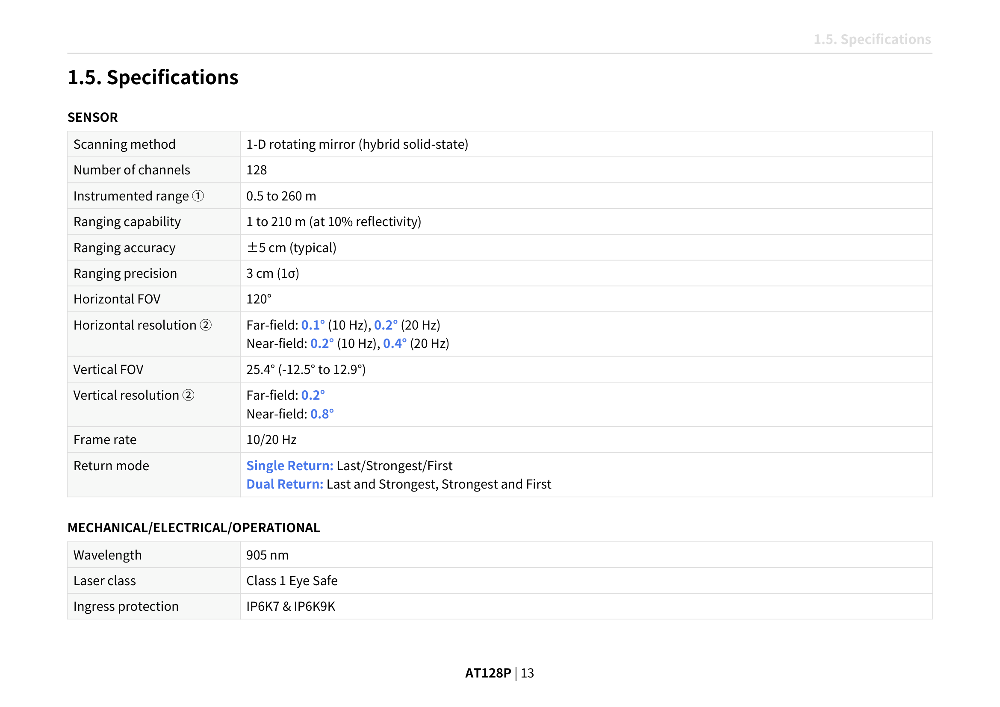 1.5. Specifications
1.5. Specifications
SENSOR
Scanning method 1-D rotating mirror (hybrid solid-state)
Number of channels 128
Instrumented range ① 0.5 to 260 m
Ranging capability 1 to 210 m (at 10% reflectivity)
Ranging accuracy ±5 cm (typical)
Ranging precision 3 cm (1σ)
Horizontal FOV 120°
Horizontal resolution ② Far-field: 0.1° (10 Hz), 0.2° (20 Hz)
Near-field: 0.2° (10 Hz), 0.4° (20 Hz)
Vertical FOV 25.4° (-12.5° to 12.9°)
Vertical resolution ② Far-field: 0.2°
Near-field: 0.8°
Frame rate 10/20 Hz
Return mode Single Return: Last/Strongest/First
Dual Return: Last and Strongest, Strongest and First
MECHANICAL/ELECTRICAL/OPERATIONAL
Wavelength 905 nm
Laser class Class 1 Eye Safe
Ingress protection IP6K7 & IP6K9K
AT128P | 13